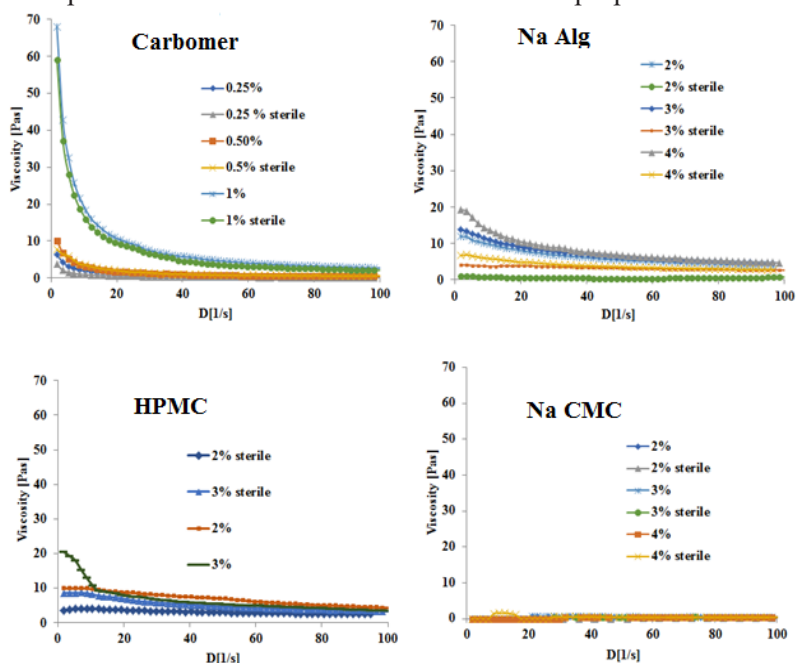 Carbomer
70
60
50
40
30
20
10
0
Viscosity [Pas]
0.25%
0.25 % sterile
0.50%
0.5% sterile
1%
1% sterile
0 20 40 60 80 100
D[1/s]
Na Alg
70
60
50
40
30
20
10
0
Viscosity [Pas]
2%
2% sterile
3%
3% sterile
4%
4% sterile
0 20 40 60 80 100
D[1/s]
HPMC
70
60
50
40
30
20
10
0
Viscosity [Pas]
2% sterile
3% sterile
2%
3%
0 20 40 60 80 100
D[1/s]
Na CMC
70
60
50
40
30
20
10
0
Viscosity [Pas]
2%
2% sterile
3%
3% sterile
4%
4% sterile
0 20 40 60 80 100
D[1/s]